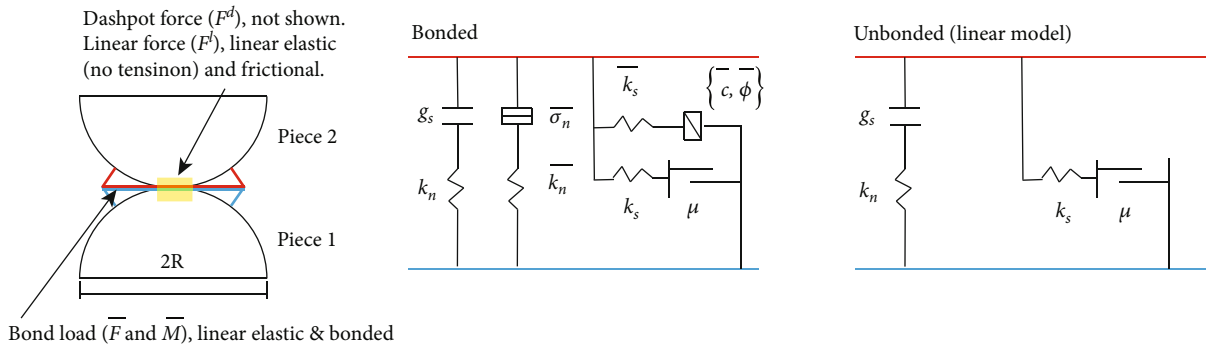 Dashpot force (F^d), not shown.
Linear force (F^l), linear elastic
(no tensinon) and frictional.
Piece 2
Piece 1
2R
Bond load (F̅ and M̅), linear elastic & bonded
Bonded
g_s
k_n
σ̅_n̅
k̅_n̅
k̅_s̅
{c̅, ϕ̅}
k_s
μ
Unbonded (linear model)
g_s
k_n
k_s
μ